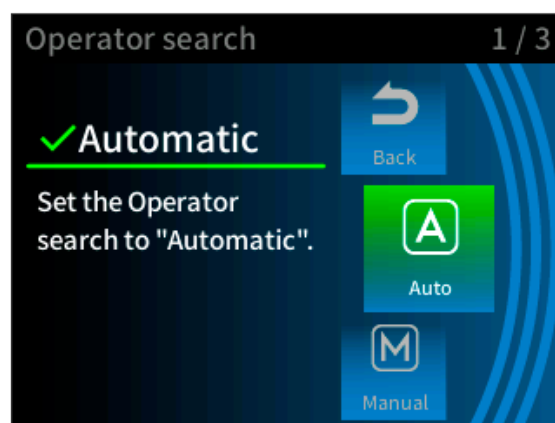 Operator search 1 / 3
Automatic
Set the Operator
search to "Automatic".
Back
A
Auto
M
Manual